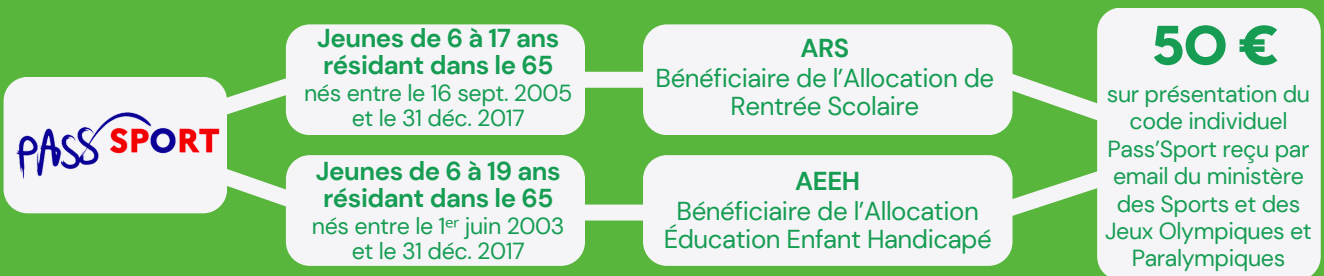 PASS SPORT
Jeunes de 6 à 17 ans
résidant dans le 65
nés entre le 16 sept. 2005
et le 31 déc. 2017
ARS
Bénéficiaire de l'Allocation de
Rentrée Scolaire
Jeunes de 6 à 19 ans
résidant dans le 65
nés entre le 1er juin 2003
et le 31 déc. 2017
AEEH
Bénéficiaire de l'Allocation
Éducation Enfant Handicapé
50 €
sur présentation du
code individuel
Pass'Sport reçu par
email du ministère
des Sports et des
Jeux Olympiques et
Paralympiques